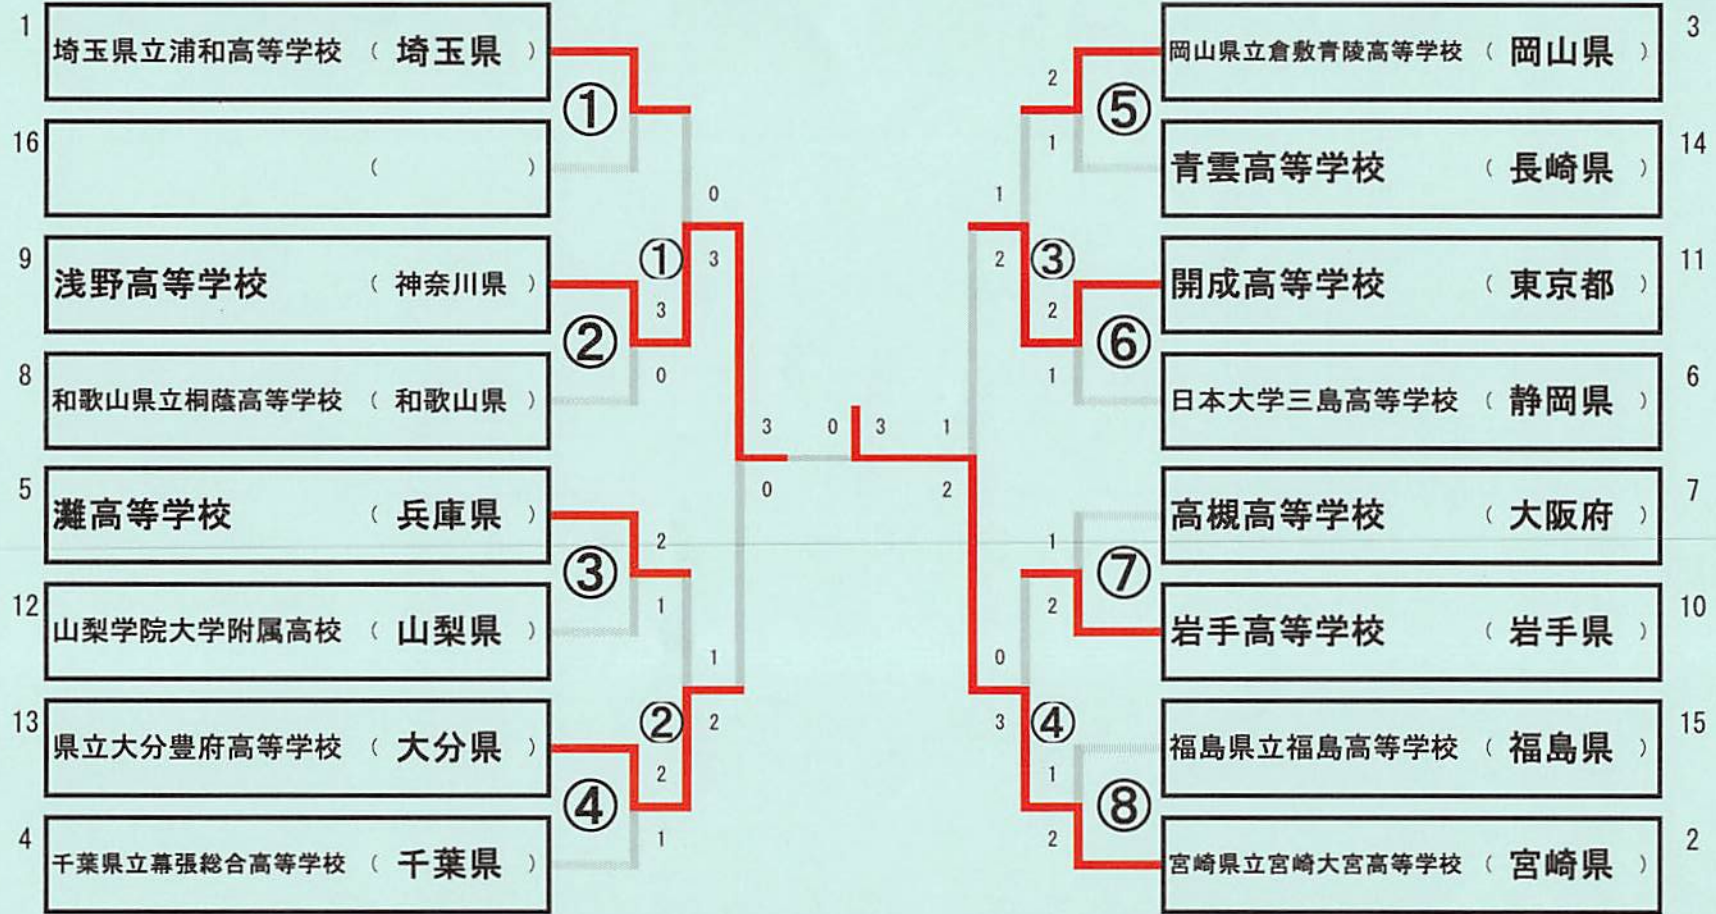 1 埼玉県立浦和高等学校 ( 埼玉県 )
16 ( )
①
9 浅野高等学校 ( 神奈川県 )
8 和歌山県立桐蔭高等学校 ( 和歌山県 )
②
3
0
①
0
3
5 灘高等学校 ( 兵庫県 )
12 山梨学院大学附属高校 ( 山梨県 )
③
2
1
13 県立大分豊府高等学校 ( 大分県 )
4 千葉県立幕張総合高等学校 ( 千葉県 )
④
2
1
②
1
2
3
0
0 3
1
2
岡山県立倉敷青陵高等学校 ( 岡山県 ) 3
青雲高等学校 ( 長崎県 ) 14
⑤
2
1
開成高等学校 ( 東京都 ) 11
日本大学三島高等学校 ( 静岡県 ) 6
⑥
2
1
③
1
2
高槻高等学校 ( 大阪府 ) 7
岩手高等学校 ( 岩手県 ) 10
⑦
1
2
福島県立福島高等学校 ( 福島県 ) 15
宮崎県立宮崎大宮高等学校 ( 宮崎県 ) 2
⑧
1
2
④
0
3